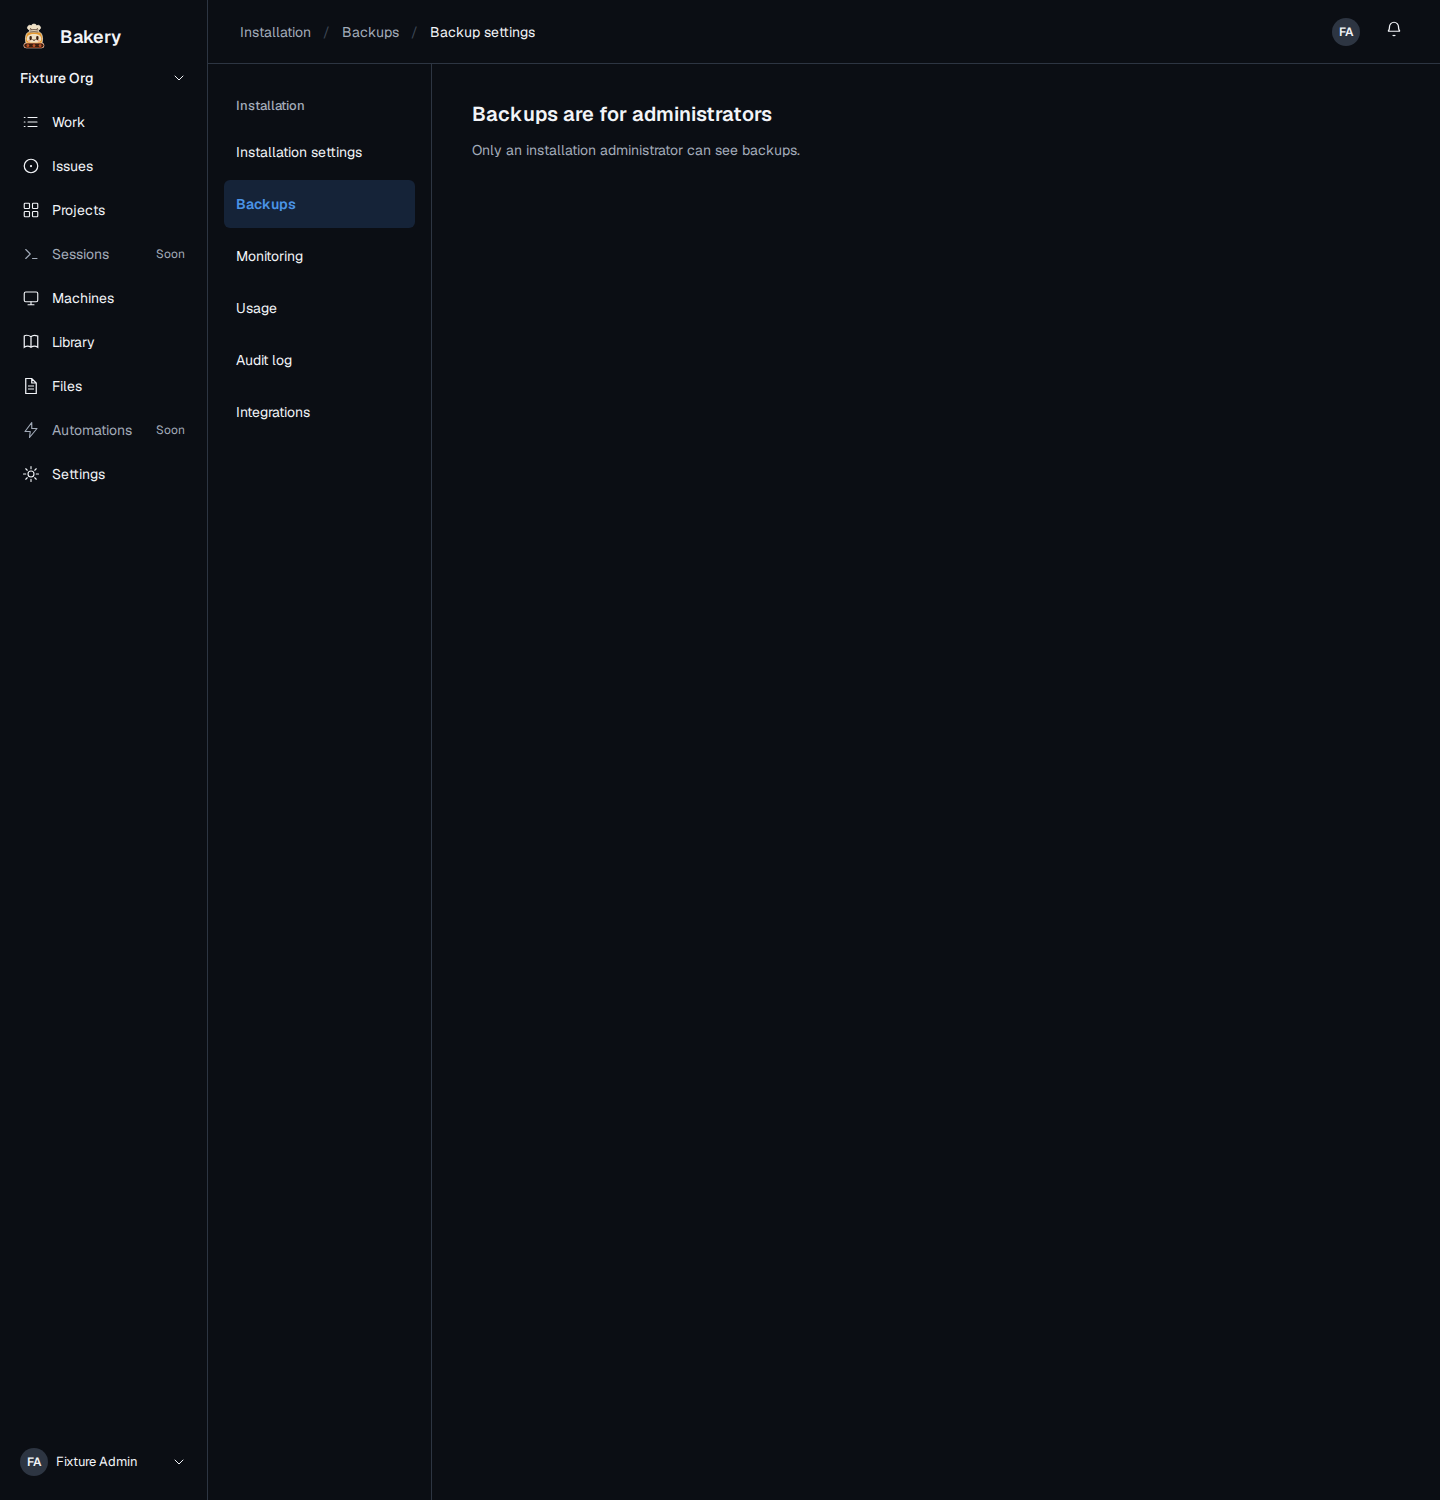 Bakery
Fixture Org
Work
Issues
Projects
Sessions Soon
Machines
Library
Files
Automations Soon
Settings
FA Fixture Admin
Installation / Backups / Backup settings
FA
Installation
Installation settings
Backups
Monitoring
Usage
Audit log
Integrations
Backups are for administrators
Only an installation administrator can see backups.